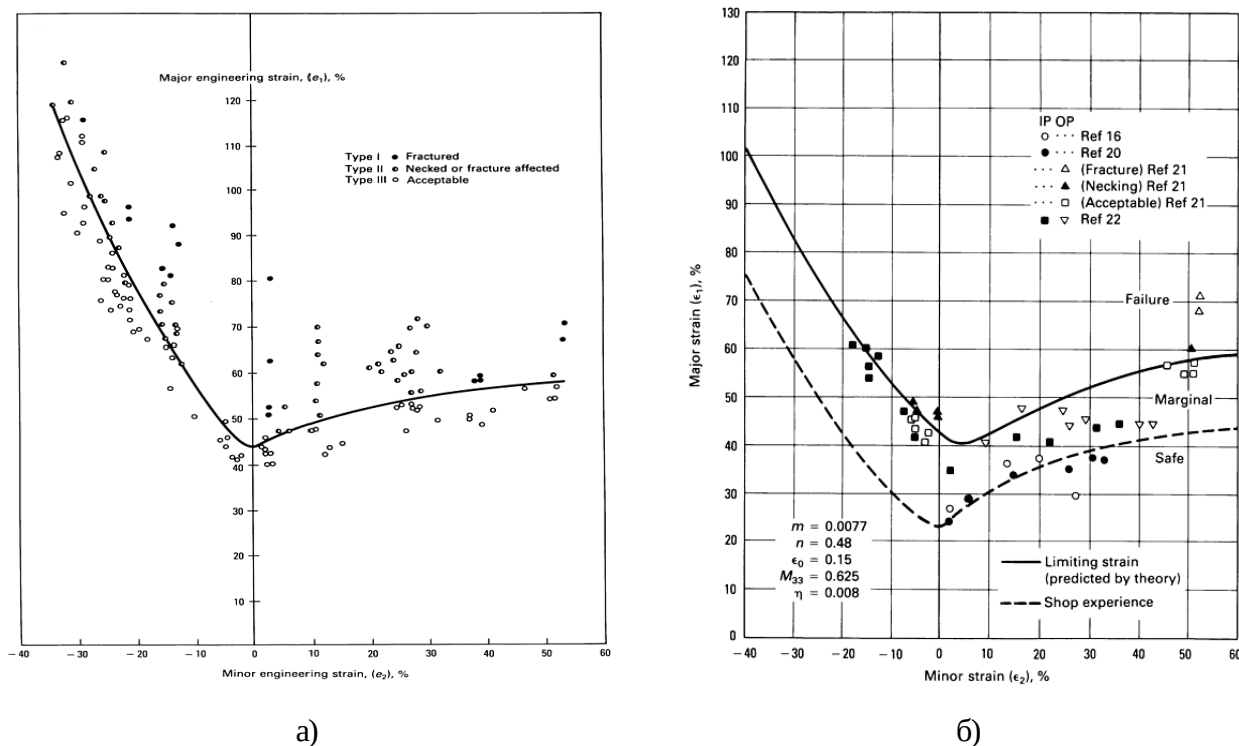 Major engineering strain, (e₁), %
120
110
100
90
80
70
60
50
40
30
20
10
Type I Fractured
Type II Necked or fracture affected
Type III Acceptable
−40 −30 −20 −10 0 10 20 30 40 50 60
Minor engineering strain, (e₂), %
a)
130
120
110
100
90
80
70
60
50
40
30
20
10
0
Major strain (ϵ₁), %
IP OP
Ref 16
Ref 20
(Fracture) Ref 21
(Necking) Ref 21
(Acceptable) Ref 21
Ref 22
Failure
Marginal
Safe
m = 0.0077
n = 0.48
ϵ₀ = 0.15
M₃₃ = 0.625
η = 0.008
Limiting strain
(predicted by theory)
Shop experience
−40 −30 −20 −10 0 10 20 30 40 50 60
Minor strain (ϵ₂), %
б)